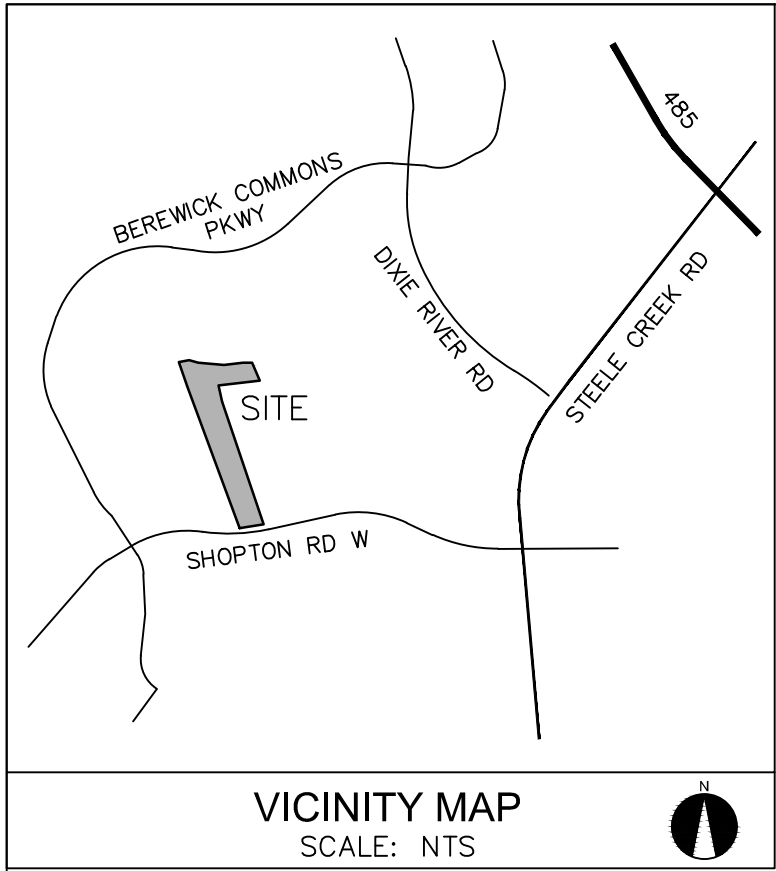 485
BEREWICK COMMONS
PKWY
DIXIE RIVER RD
STEELE CREEK RD
SITE
SHOPTON RD W
VICINITY MAP
SCALE: NTS
N